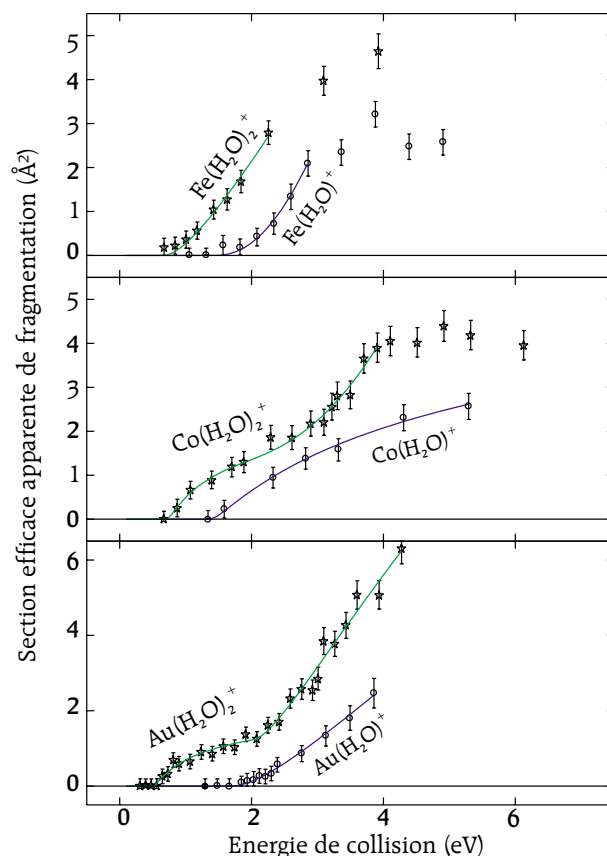 Section efficace apparente de fragmentation (Å²)
5
4
3
2
1
0
Fe(H₂O)₂⁺
Fe(H₂O)⁺
5
4
3
2
1
0
Co(H₂O)₂⁺
Co(H₂O)⁺
6
4
2
0
Au(H₂O)₂⁺
Au(H₂O)⁺
0 2 4 6
Energie de collision (eV)